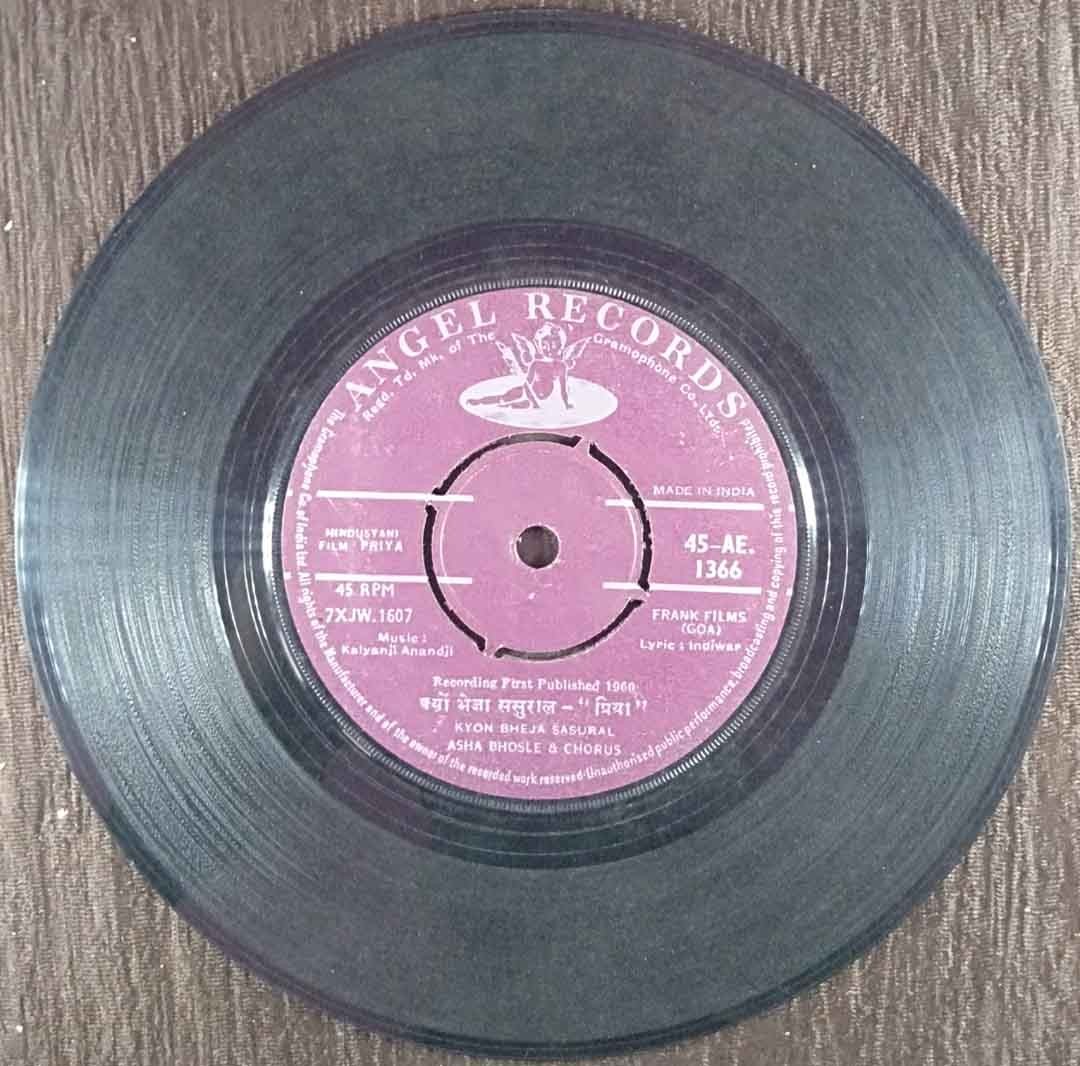 ANGEL RECORDS
Regd. Td. Mk. of The Gramophone Co. Ltd.
MADE IN INDIA
HINDUSTANI
FILM : PRIYA
45-AE.
1366
45 RPM
7XJW.1607
Music :
Kalyanji Anandji
FRANK FILMS
(GOA)
Lyric : Indiwar
Recording First Published 1960
क्यों भेजा ससुराल - "प्रिया"
KYON BHEJA SASURAL
ASHA BHOSLE & CHORUS
The Gramophone Co. of India Ltd. All rights of the Manufacturer and of the owner of the recorded work reserved·Unauthorised public performance, broadcasting and copying of this record prohibited